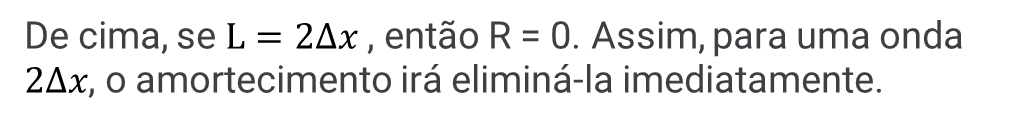 De cima, se L = 2Δx , então R = 0. Assim, para uma onda
2Δx, o amortecimento irá eliminá-la imediatamente.